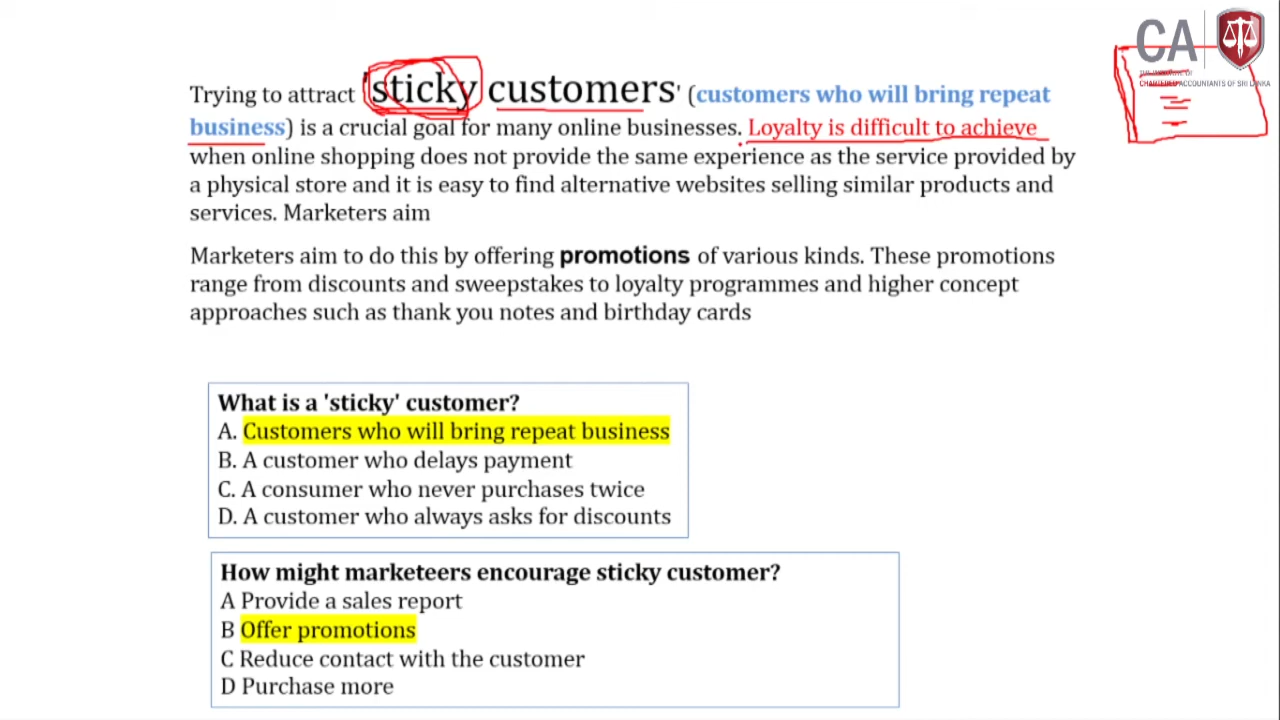 CA
CHARTERED ACCOUNTANTS OF SRI LANKA
Trying to attract 'sticky customers' (customers who will bring repeat
business) is a crucial goal for many online businesses. Loyalty is difficult to achieve
when online shopping does not provide the same experience as the service provided by
a physical store and it is easy to find alternative websites selling similar products and
services. Marketers aim
Marketers aim to do this by offering promotions of various kinds. These promotions
range from discounts and sweepstakes to loyalty programmes and higher concept
approaches such as thank you notes and birthday cards
What is a 'sticky' customer?
A. Customers who will bring repeat business
B. A customer who delays payment
C. A consumer who never purchases twice
D. A customer who always asks for discounts
How might marketeers encourage sticky customer?
A Provide a sales report
B Offer promotions
C Reduce contact with the customer
D Purchase more